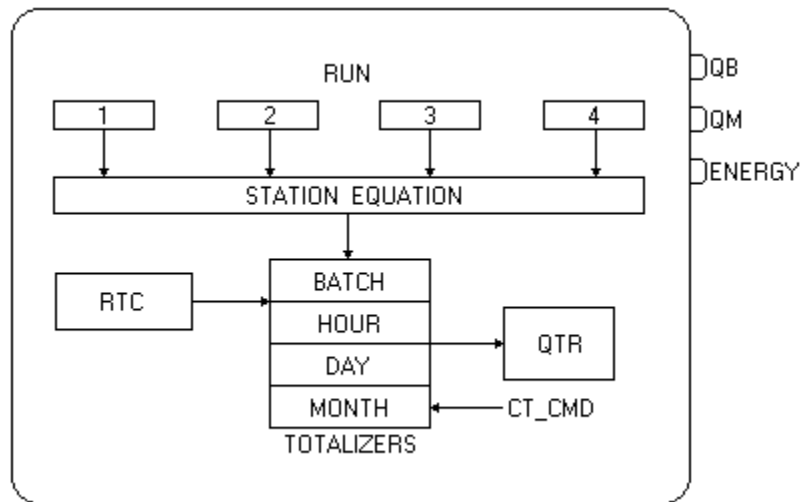 RUN
QB
1 2 3 4
QM
ENERGY
STATION EQUATION
BATCH
RTC
HOUR
QTR
DAY
MONTH
CT_CMD
TOTALIZERS